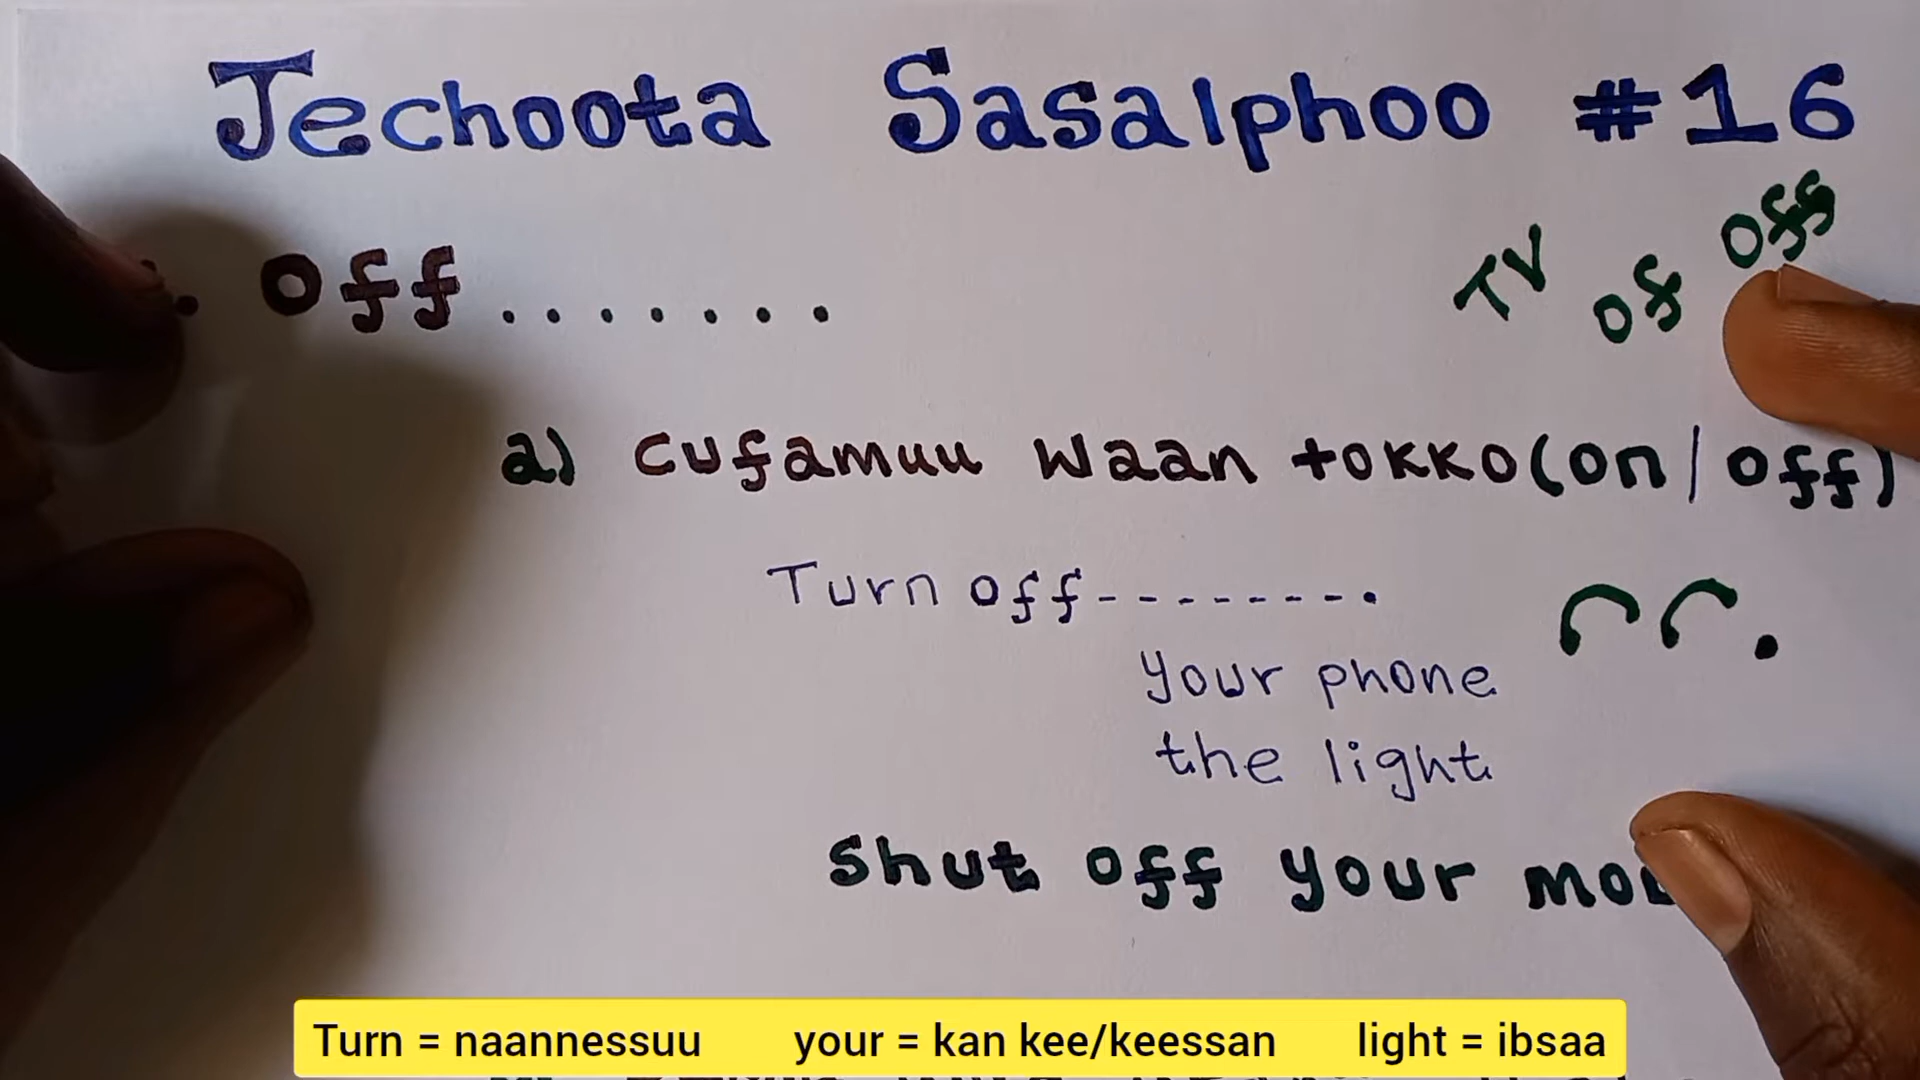 Jechoota Sasalphoo #16
. Off.......
TV Of Off
a) cufamuu waan tokko(on/off)
Turn off--------.
your phone
the light
shut off your
Turn = naannessuu your = kan kee/keessan light = ibsaa